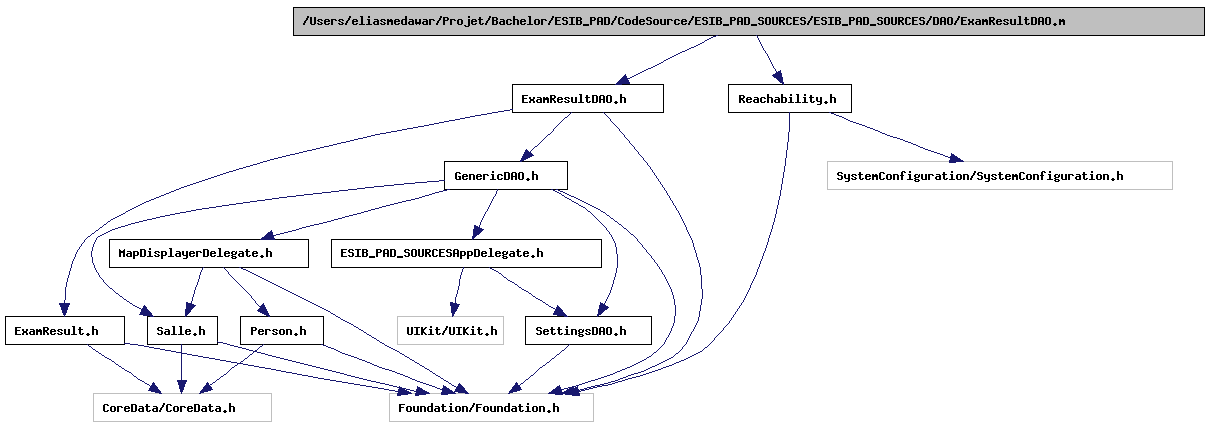 /Users/eliasmedawar/Projet/Bachelor/ESIB_PAD/CodeSource/ESIB_PAD_SOURCES/ESIB_PAD_SOURCES/DAO/ExamResultDAO.m
ExamResultDAO.h
Reachability.h
GenericDAO.h
SystemConfiguration/SystemConfiguration.h
MapDisplayerDelegate.h
ESIB_PAD_SOURCESAppDelegate.h
ExamResult.h
Salle.h
Person.h
UIKit/UIKit.h
SettingsDAO.h
CoreData/CoreData.h
Foundation/Foundation.h